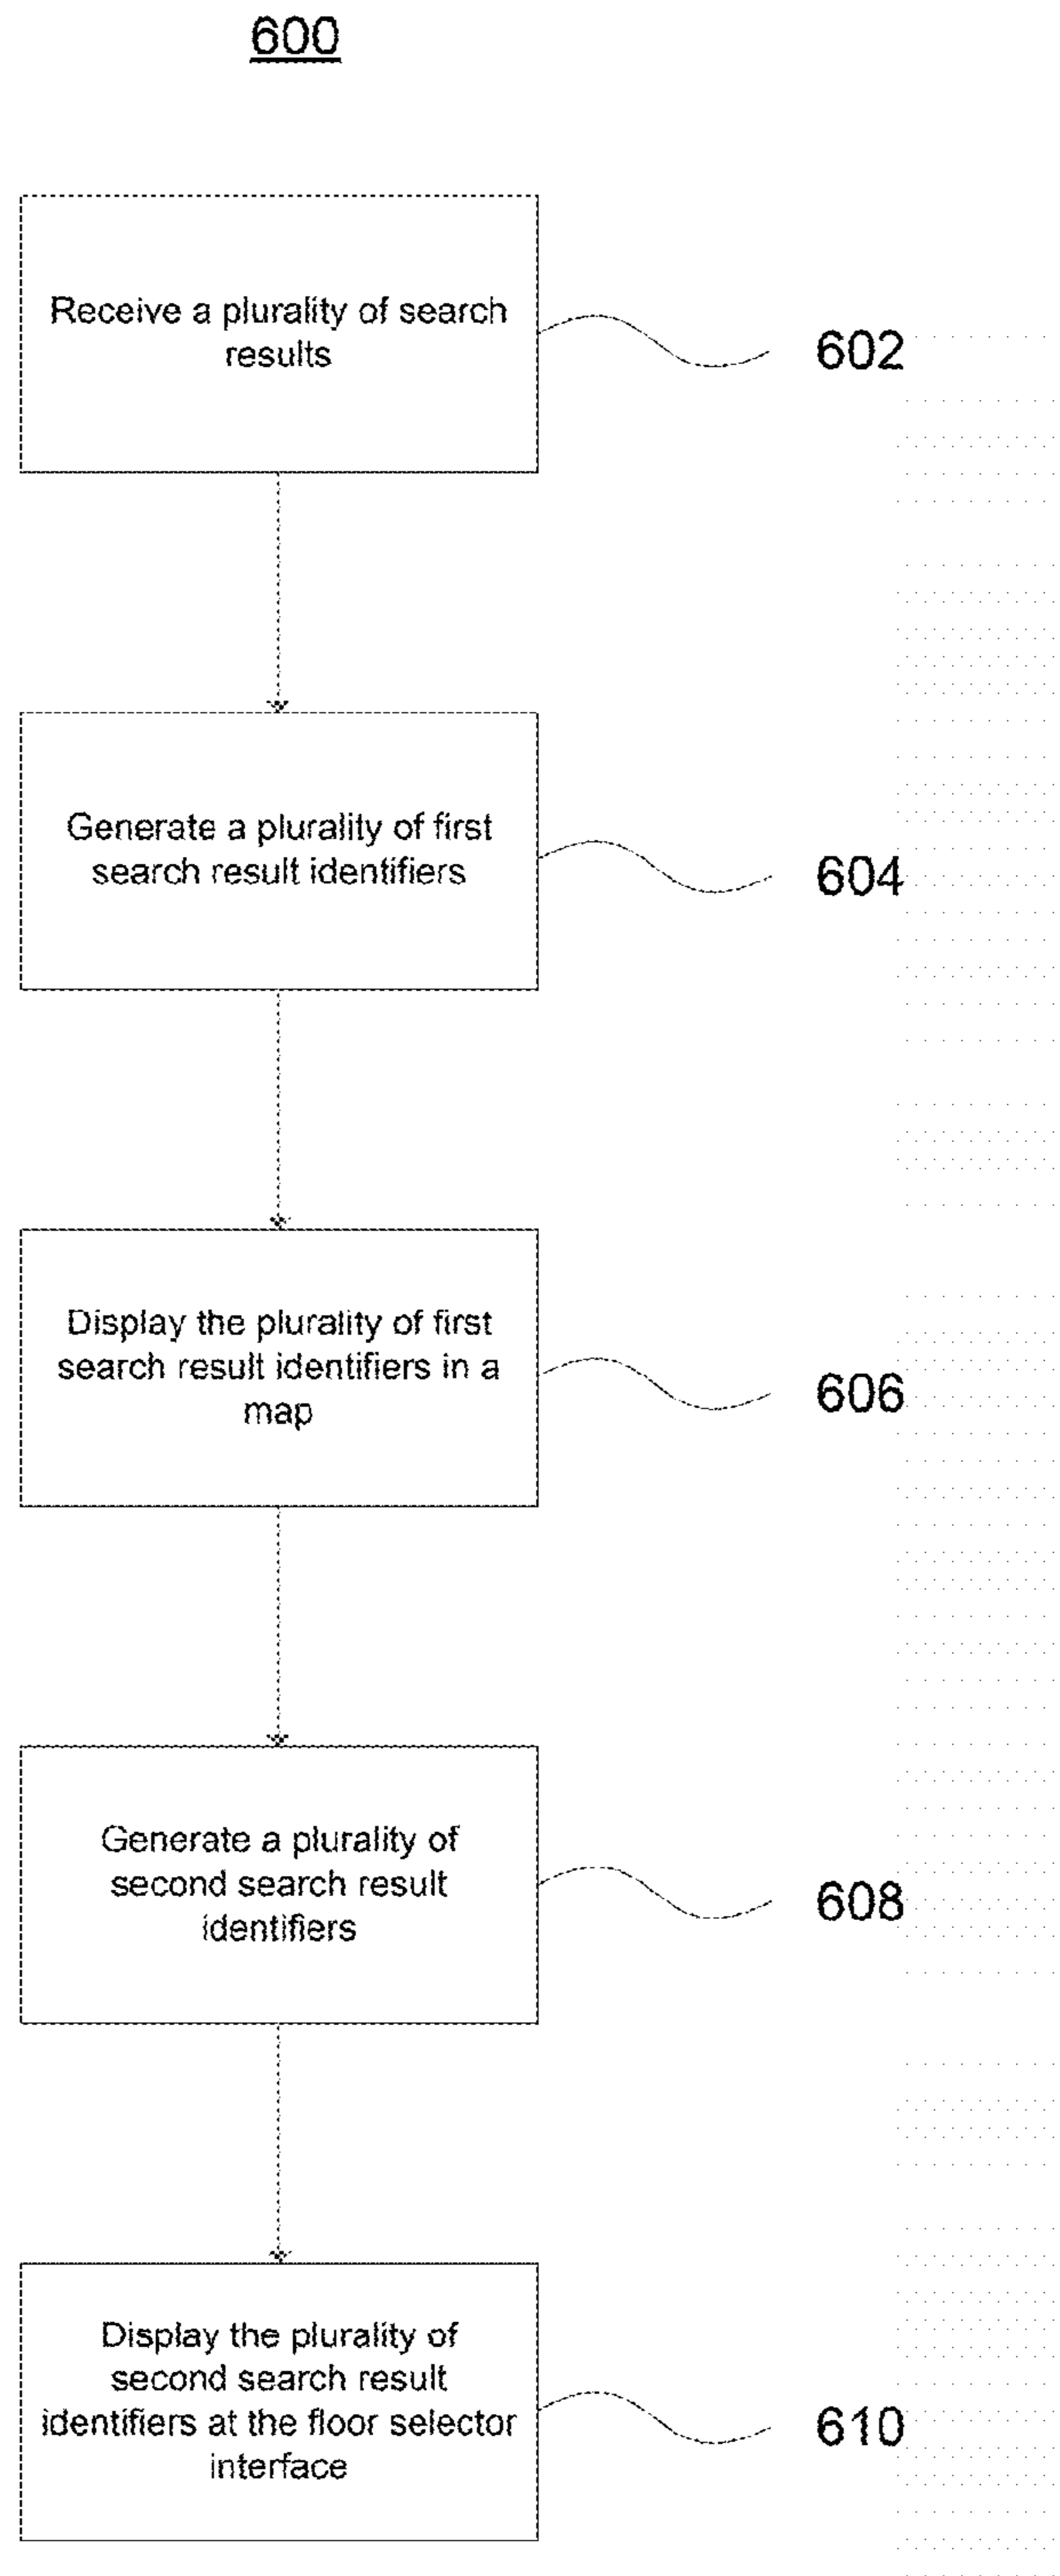 600
Receive a plurality of search
results
602
Generate a plurality of first
search result identifiers
604
Display the plurality of first
search result identifiers in a
map
606
Generate a plurality of
second search result
identifiers
608
Display the plurality of
second search result
identifiers at the floor selector
interface
610